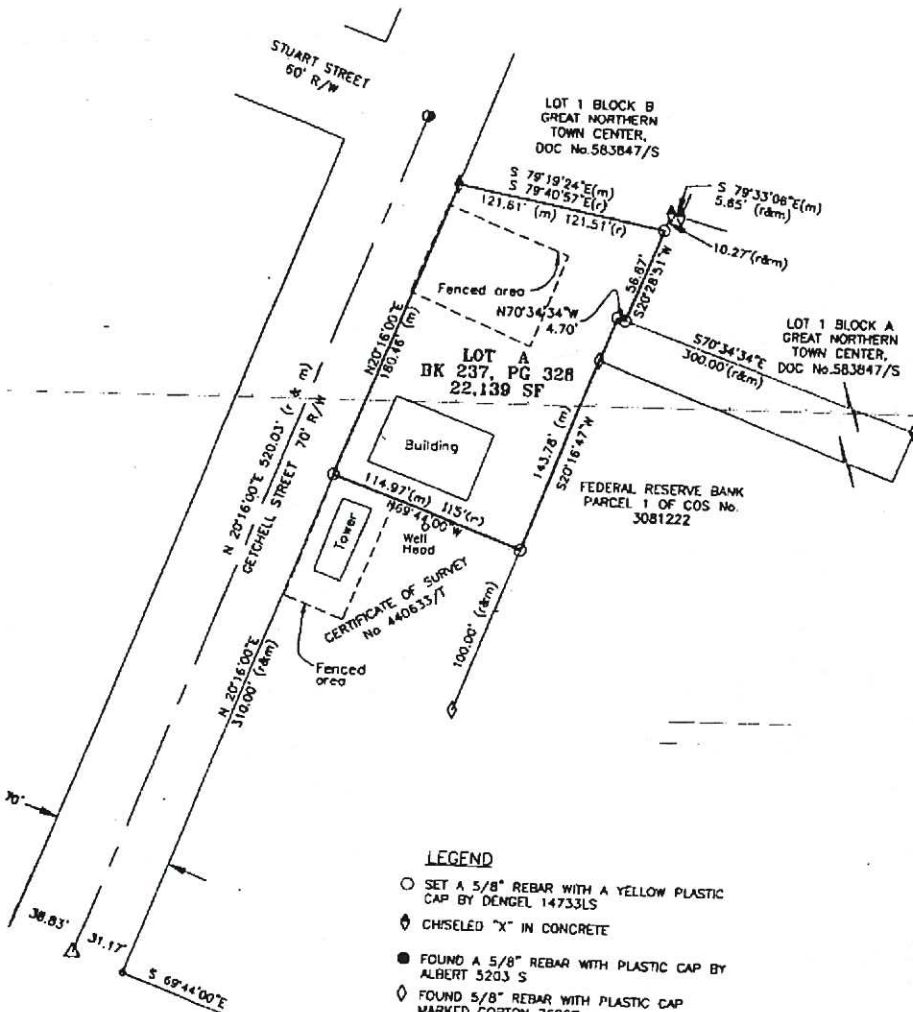 STUART STREET
60' R/W
LOT 1 BLOCK B
GREAT NORTHERN
TOWN CENTER,
DOC No.583847/S
S 79°19'24"E(m)
S 79°40'57"E(r)
121.61' (m) 121.51'(r)
S 79°33'06"E(m)
5.65' (r&m)
10.27'(r&m)
56.67'
S20°28'51"W
Fenced area
N70°34'34"W
4.70'
S70°34'34"E
300.00'(r&m)
LOT 1 BLOCK A
GREAT NORTHERN
TOWN CENTER,
DOC No.583847/S
N20°16'00"E
180.46' (m)
LOT A
BK 237, PG 328
22,139 SF
Building
143.78' (m)
S20°16'47"W
N 20°16'00"E 520.03' (r & m)
GETCHELL STREET 70' R/W
114.97'(m) 115'(r)
N69°44'00"W
FEDERAL RESERVE BANK
PARCEL 1 OF COS No.
3081222
Tower
Well
Head
CERTIFICATE OF SURVEY
No 440633/T
100.00' (r&m)
N 20°16'00"E
310.00' (r&m)
Fenced
area
70'
38.83'
31.17'
S 69°44'00"E
LEGEND
SET A 5/8" REBAR WITH A YELLOW PLASTIC
CAP BY DENGEL 14733LS
CHISELED "X" IN CONCRETE
FOUND A 5/8" REBAR WITH PLASTIC CAP BY
ALBERT 5203 S
FOUND 5/8" REBAR WITH PLASTIC CAP
MARKED